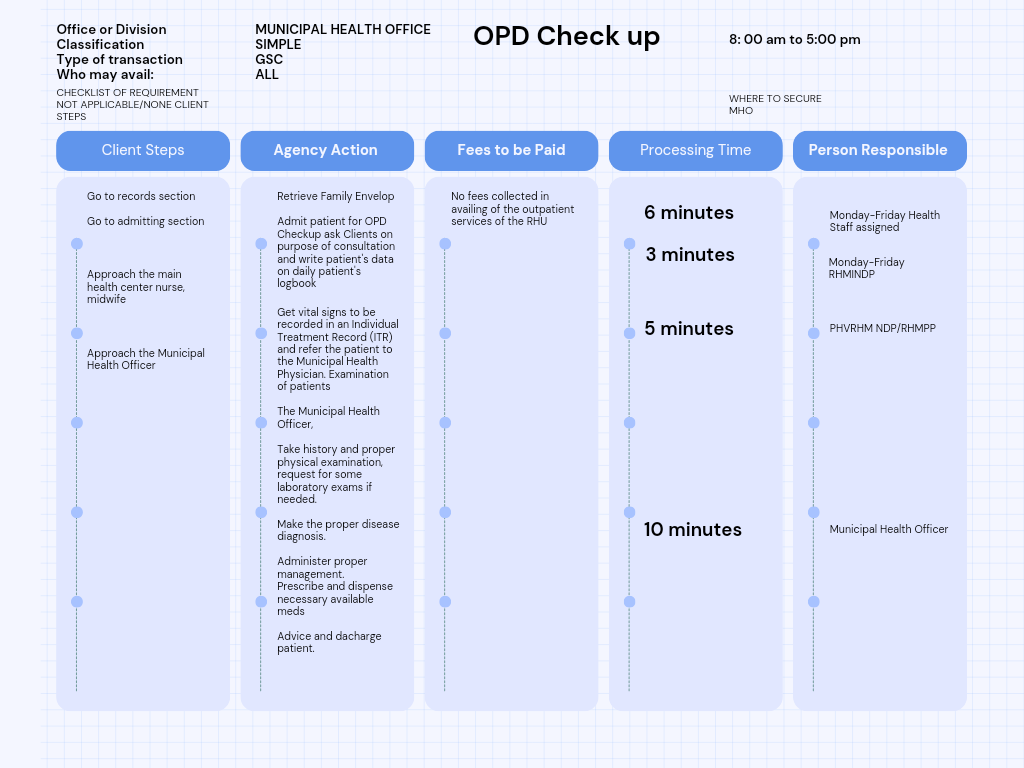 Office or Division
Classification
Type of transaction
Who may avail:
MUNICIPAL HEALTH OFFICE
SIMPLE
GSC
ALL
OPD Check up
8: 00 am to 5:00 pm
CHECKLIST OF REQUIREMENT
NOT APPLICABLE/NONE CLIENT
STEPS
WHERE TO SECURE
MHO
Client Steps
Go to records section
Go to admitting section
Approach the main
health center nurse,
midwife
Approach the Municipal
Health Officer
Agency Action
Retrieve Family Envelop
Admit patient for OPD
Checkup ask Clients on
purpose of consultation
and write patient's data
on daily patient's
logbook
Get vital signs to be
recorded in an Individual
Treatment Record (ITR)
and refer the patient to
the Municipal Health
Physician. Examination
of patients
The Municipal Health
Officer,
Take history and proper
physical examination,
request for some
laboratory exams if
needed.
Make the proper disease
diagnosis.
Administer proper
management.
Prescribe and dispense
necessary available
meds
Advice and dacharge
patient.
Fees to be Paid
No fees collected in
availing of the outpatient
services of the RHU
Processing Time
6 minutes
3 minutes
5 minutes
10 minutes
Person Responsible
Monday-Friday Health
Staff assigned
Monday-Friday
RHMINDP
PHVRHM NDP/RHMPP
Municipal Health Officer